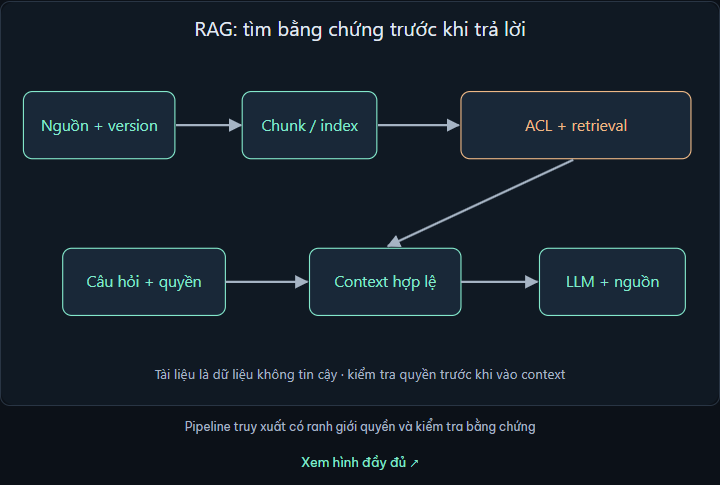 RAG: tìm bằng chứng trước khi trả lời
Nguồn + version
Chunk / index
ACL + retrieval
Câu hỏi + quyền
Context hợp lệ
LLM + nguồn
Tài liệu là dữ liệu không tin cậy · kiểm tra quyền trước khi vào context
Pipeline truy xuất có ranh giới quyền và kiểm tra bằng chứng
Xem hình đầy đủ ↗